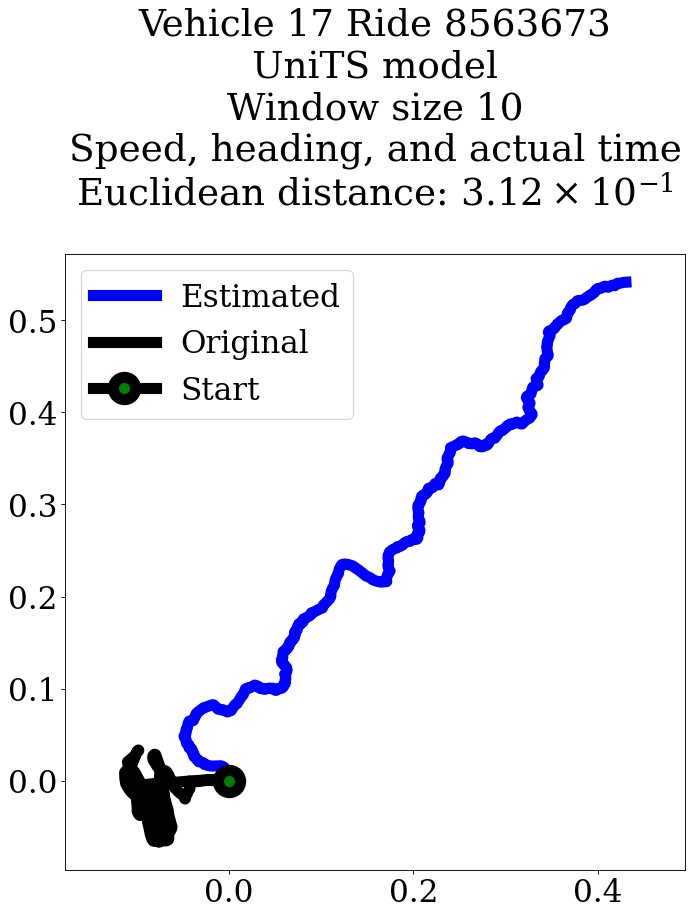 Vehicle 17 Ride 8563673
UniTS model
Window size 10
Speed, heading, and actual time
Euclidean distance: 3.12 × 10⁻¹
Estimated
Original
Start
0.5
0.4
0.3
0.2
0.1
0.0
0.0 0.2 0.4